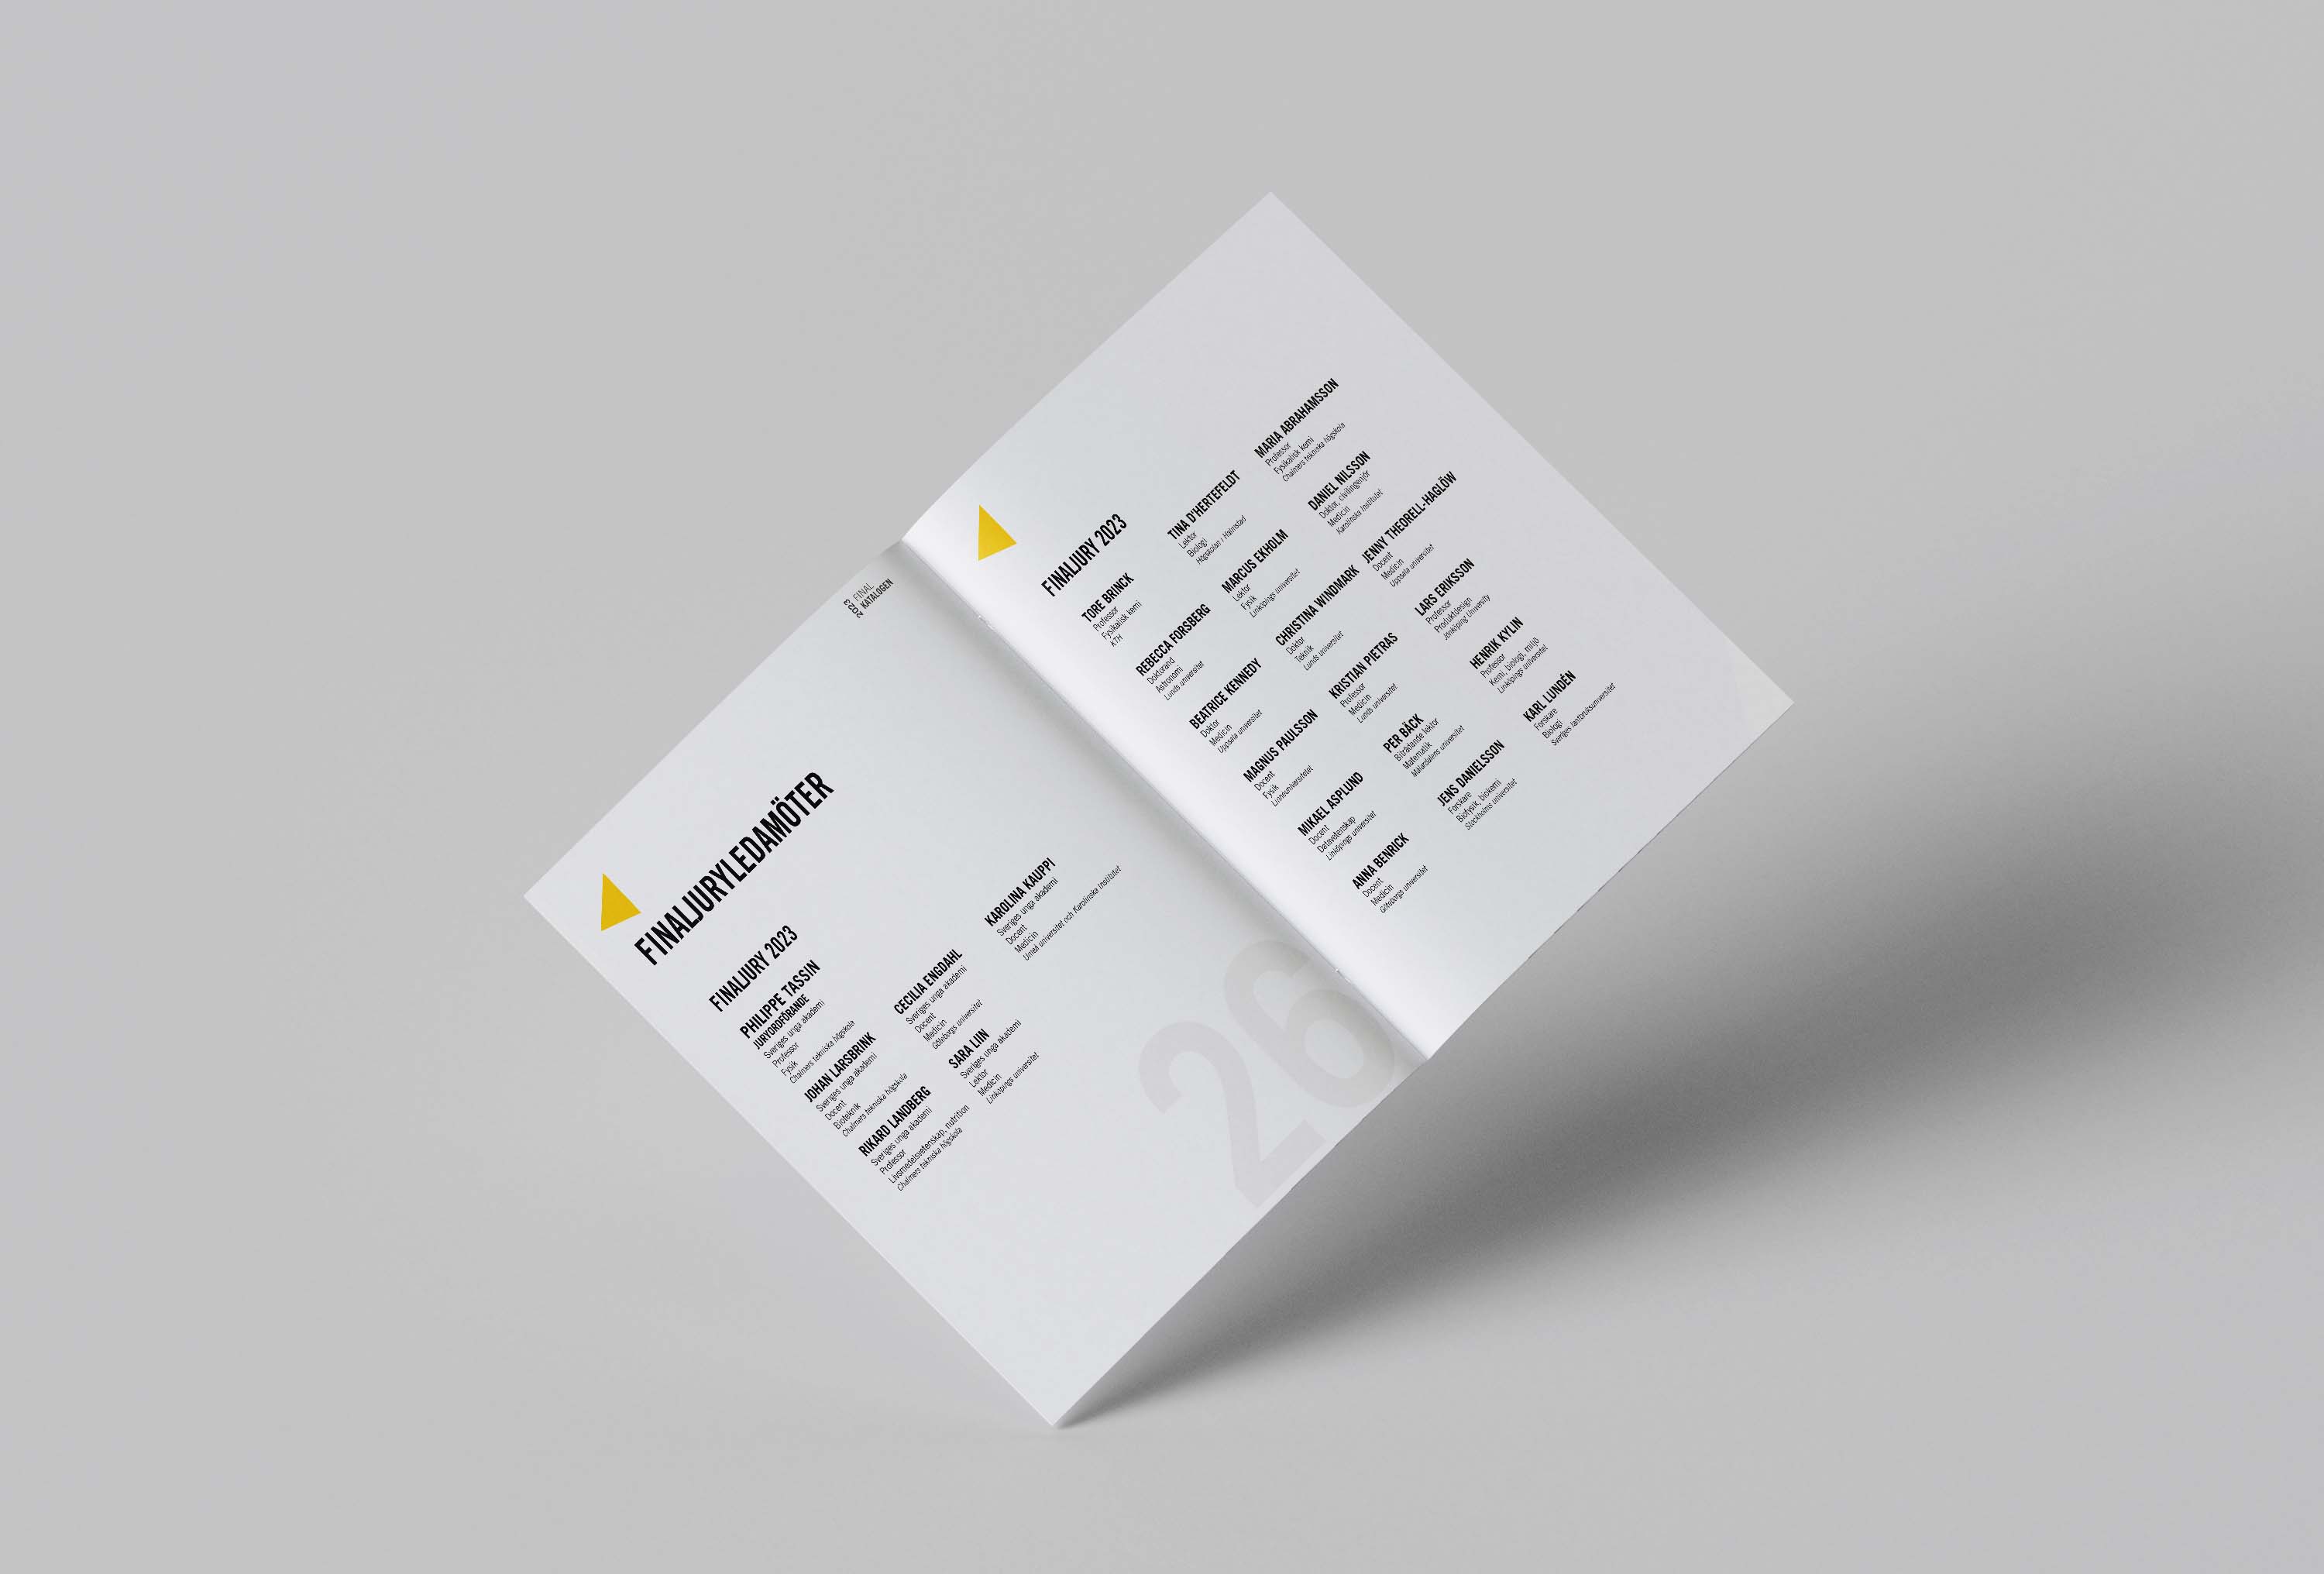 FINALJURYLEDAMÖTER
2023 FINAL
KATALOGEN
FINALJURY 2023
PHILIPPE TASSIN
JURYORDFÖRANDE
Sveriges unga akademi
Professor
Fysik
Chalmers tekniska högskola
JOHAN LARSBRINK
Sveriges unga akademi
Docent
Bioteknik
Chalmers tekniska högskola
RIKARD LANDBERG
Sveriges unga akademi
Professor
Livsmedelsvetenskap, nutrition
Chalmers tekniska högskola
CECILIA ENGDAHL
Sveriges unga akademi
Docent
Medicin
Göteborgs universitet
SARA LIIN
Sveriges unga akademi
Lektor
Medicin
Linköpings universitet
KAROLINA KAUPPI
Sveriges unga akademi
Docent
Medicin
Umeå universitet och Karolinska Institutet
26
FINALJURY 2023
TORE BRINCK
Professor
Fysikalisk kemi
KTH
REBECCA FORSBERG
Doktorand
Astronomi
Lunds universitet
BEATRICE KENNEDY
Doktor
Medicin
Uppsala universitet
MAGNUS PAULSSON
Docent
Fysik
Linneuniversitetet
MIKAEL ASPLUND
Docent
Datavetenskap
Linköpings universitet
ANNA BENRICK
Docent
Medicin
Göteborgs universitet
TINA D'HERTEFELDT
Lektor
Biologi
Högskolan i Halmstad
MARCUS EKHOLM
Lektor
Fysik
Linköpings universitet
CHRISTINA WINDMARK
Doktor
Teknik
Lunds universitet
KRISTIAN PIETRAS
Professor
Medicin
Lunds universitet
PER BÄCK
Biträdande lektor
Matematik
Mälardalens universitet
JENS DANIELSSON
Forskare
Biofysik, biokemi
Stockholms universitet
MARIA ABRAHAMSSON
Professor
Fysikalisk kemi
Chalmers tekniska högskola
DANIEL NILSSON
Doktor, civilingenjör
Medicin
Karolinska Institutet
JENNY THEORELL-HAGLÖW
Docent
Medicin
Uppsala universitet
LARS ERIKSSON
Professor
Produktdesign
Jönköping University
HENRIK KYLIN
Professor
Kemi, biologi, miljö
Linköpings universitet
KARL LUNDÉN
Forskare
Biologi
Sveriges lantbruksuniversitet